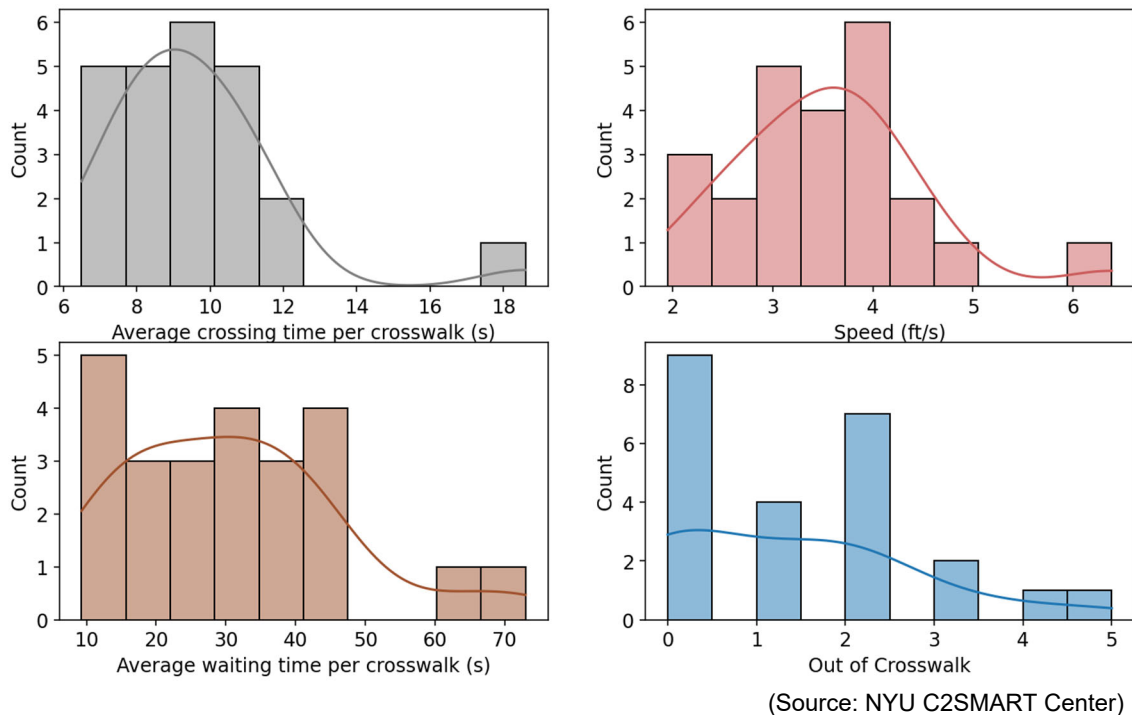 6
5
4
3
2
1
0
Count
6 8 10 12 14 16 18
Average crossing time per crosswalk (s)
6
5
4
3
2
1
0
Count
2 3 4 5 6
Speed (ft/s)
5
4
3
2
1
0
Count
10 20 30 40 50 60 70
Average waiting time per crosswalk (s)
8
6
4
2
0
Count
0 1 2 3 4 5
Out of Crosswalk
(Source: NYU C2SMART Center)